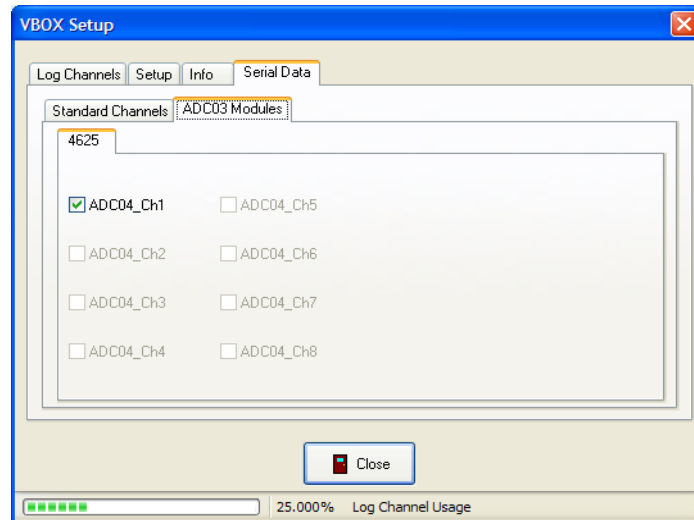 VBOX Setup
Log Channels Setup Info Serial Data
Standard Channels ADC03 Modules
4625
ADC04_Ch1 ADC04_Ch5
ADC04_Ch2 ADC04_Ch6
ADC04_Ch3 ADC04_Ch7
ADC04_Ch4 ADC04_Ch8
Close
25.000% Log Channel Usage